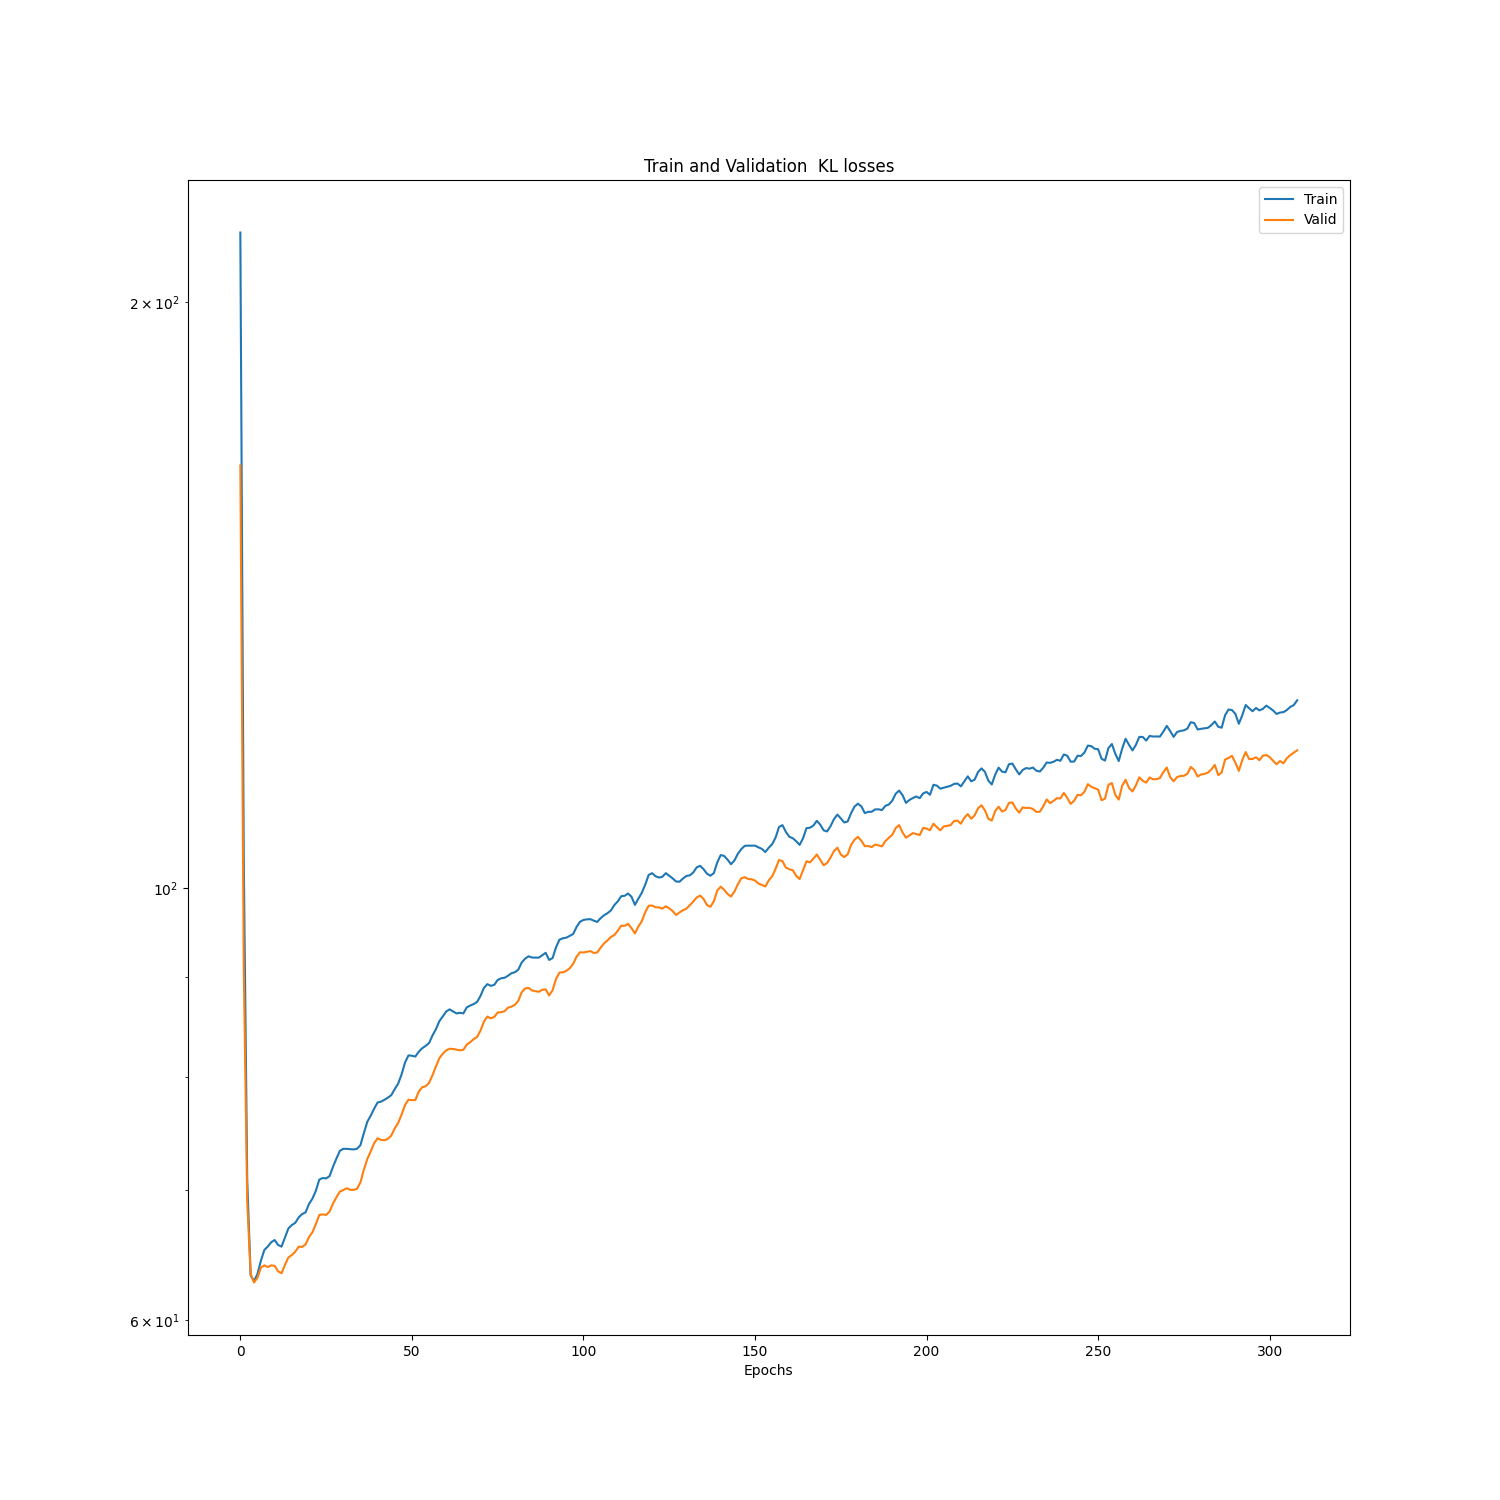 Train and Validation  KL losses
Train
Valid
2 × 10²
10²
6 × 10¹
0 50 100 150 200 250 300
Epochs